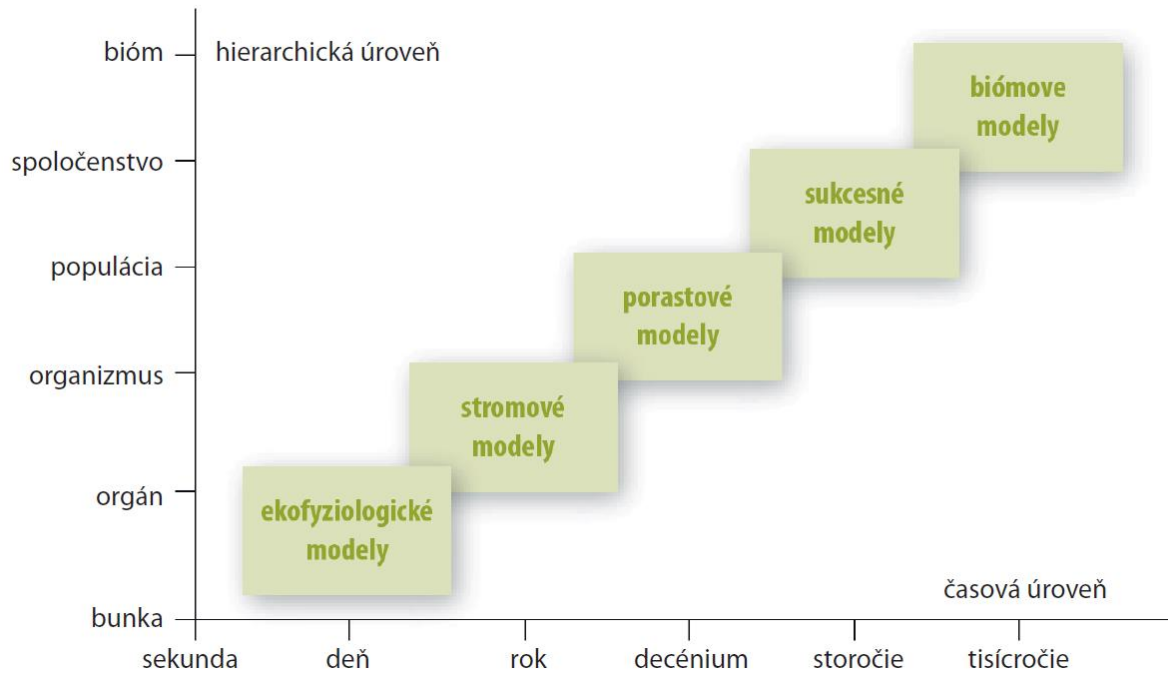 bióm
hierarchická úroveň
biómove
modely
spoločenstvo
sukcesné
modely
populácia
porastové
modely
organizmus
stromové
modely
orgán
ekofyziologické
modely
časová úroveň
bunka
sekunda
deň
rok
decénium
storočie
tisícročie